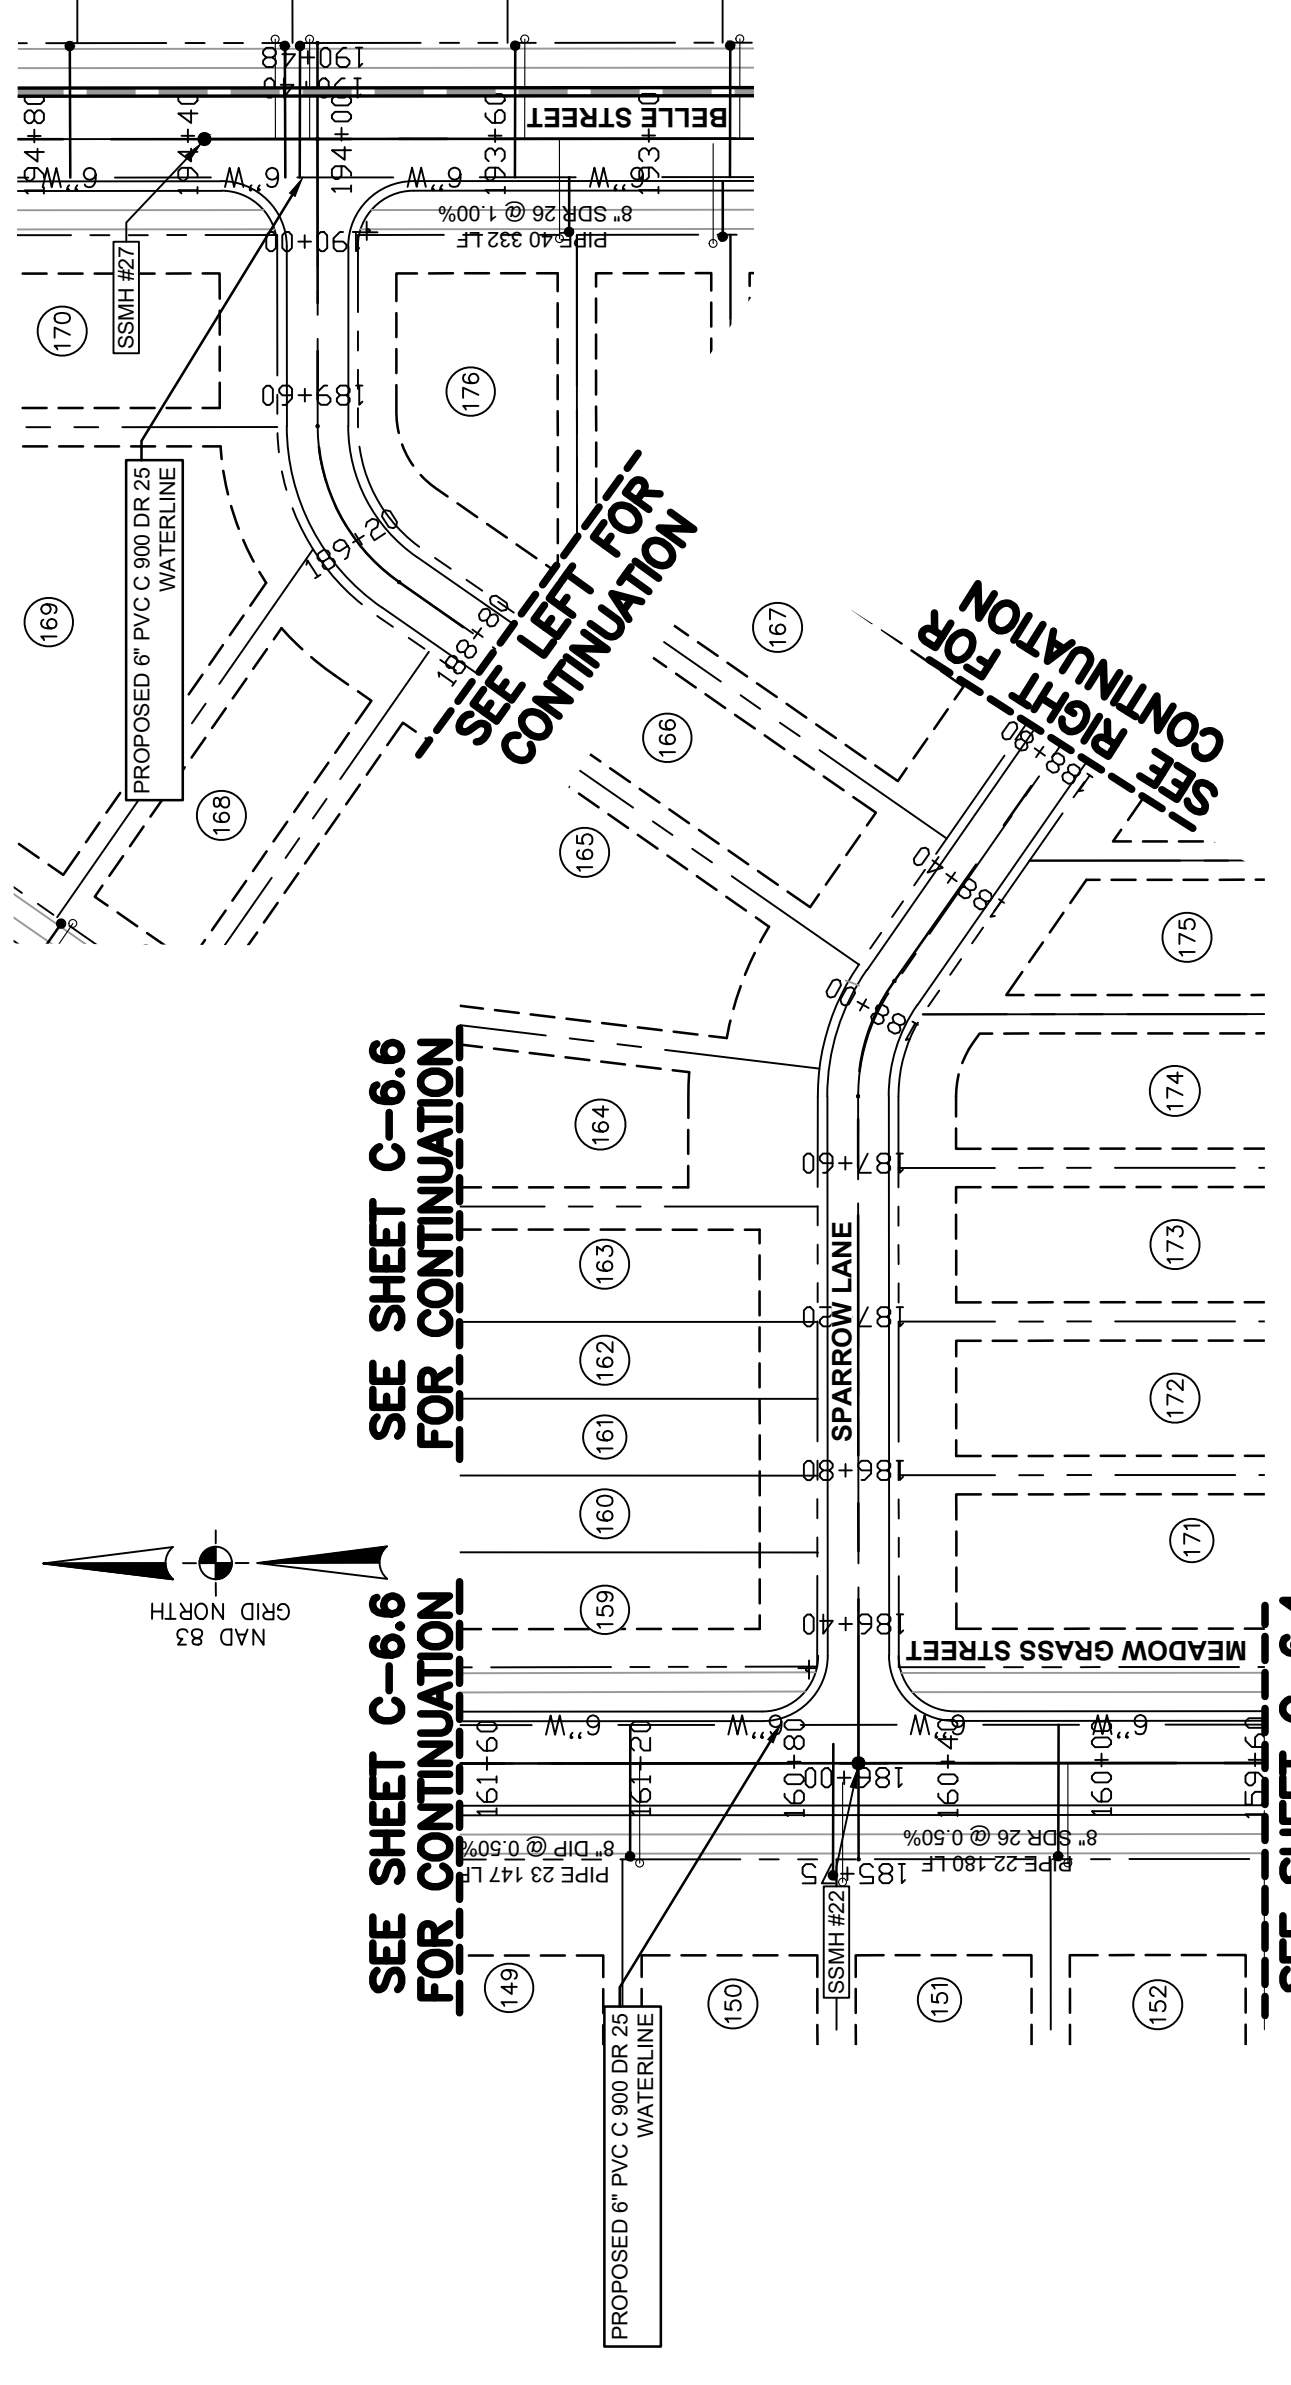 190+48
194+80
194+40
194+00
193+60
BELLE STREET
6"W
6"W
6"W
6"W
8" SDR 26 @ 1.00%
PIPE 40 332 LF
190+00
SSMH #27
170
189+60
176
PROPOSED 6" PVC C 900 DR 25
WATERLINE
189+20
169
168
188+80
SEE LEFT FOR
CONTINUATION
167
166
165
SEE RIGHT FOR
CONTINUATION
188+80
188+40
188+00
175
174
SEE SHEET C-6.6
FOR CONTINUATION
164
187+60
163
173
162
187+20
SPARROW LANE
172
161
186+80
160
171
159
186+40
NAD 83
GRID NORTH
SEE SHEET C-6.6
FOR CONTINUATION
MEADOW GRASS STREET
6"W
6"W
6"W
6"W
161+60
161+20
160+80
186+00
160+40
160+00
159+60
8" DIP @ 0.50%
PIPE 23 147 LF
8" SDR 26 @ 0.50%
PIPE 22 180 LF
185+75
SSMH #22
149
150
151
152
PROPOSED 6" PVC C 900 DR 25
WATERLINE